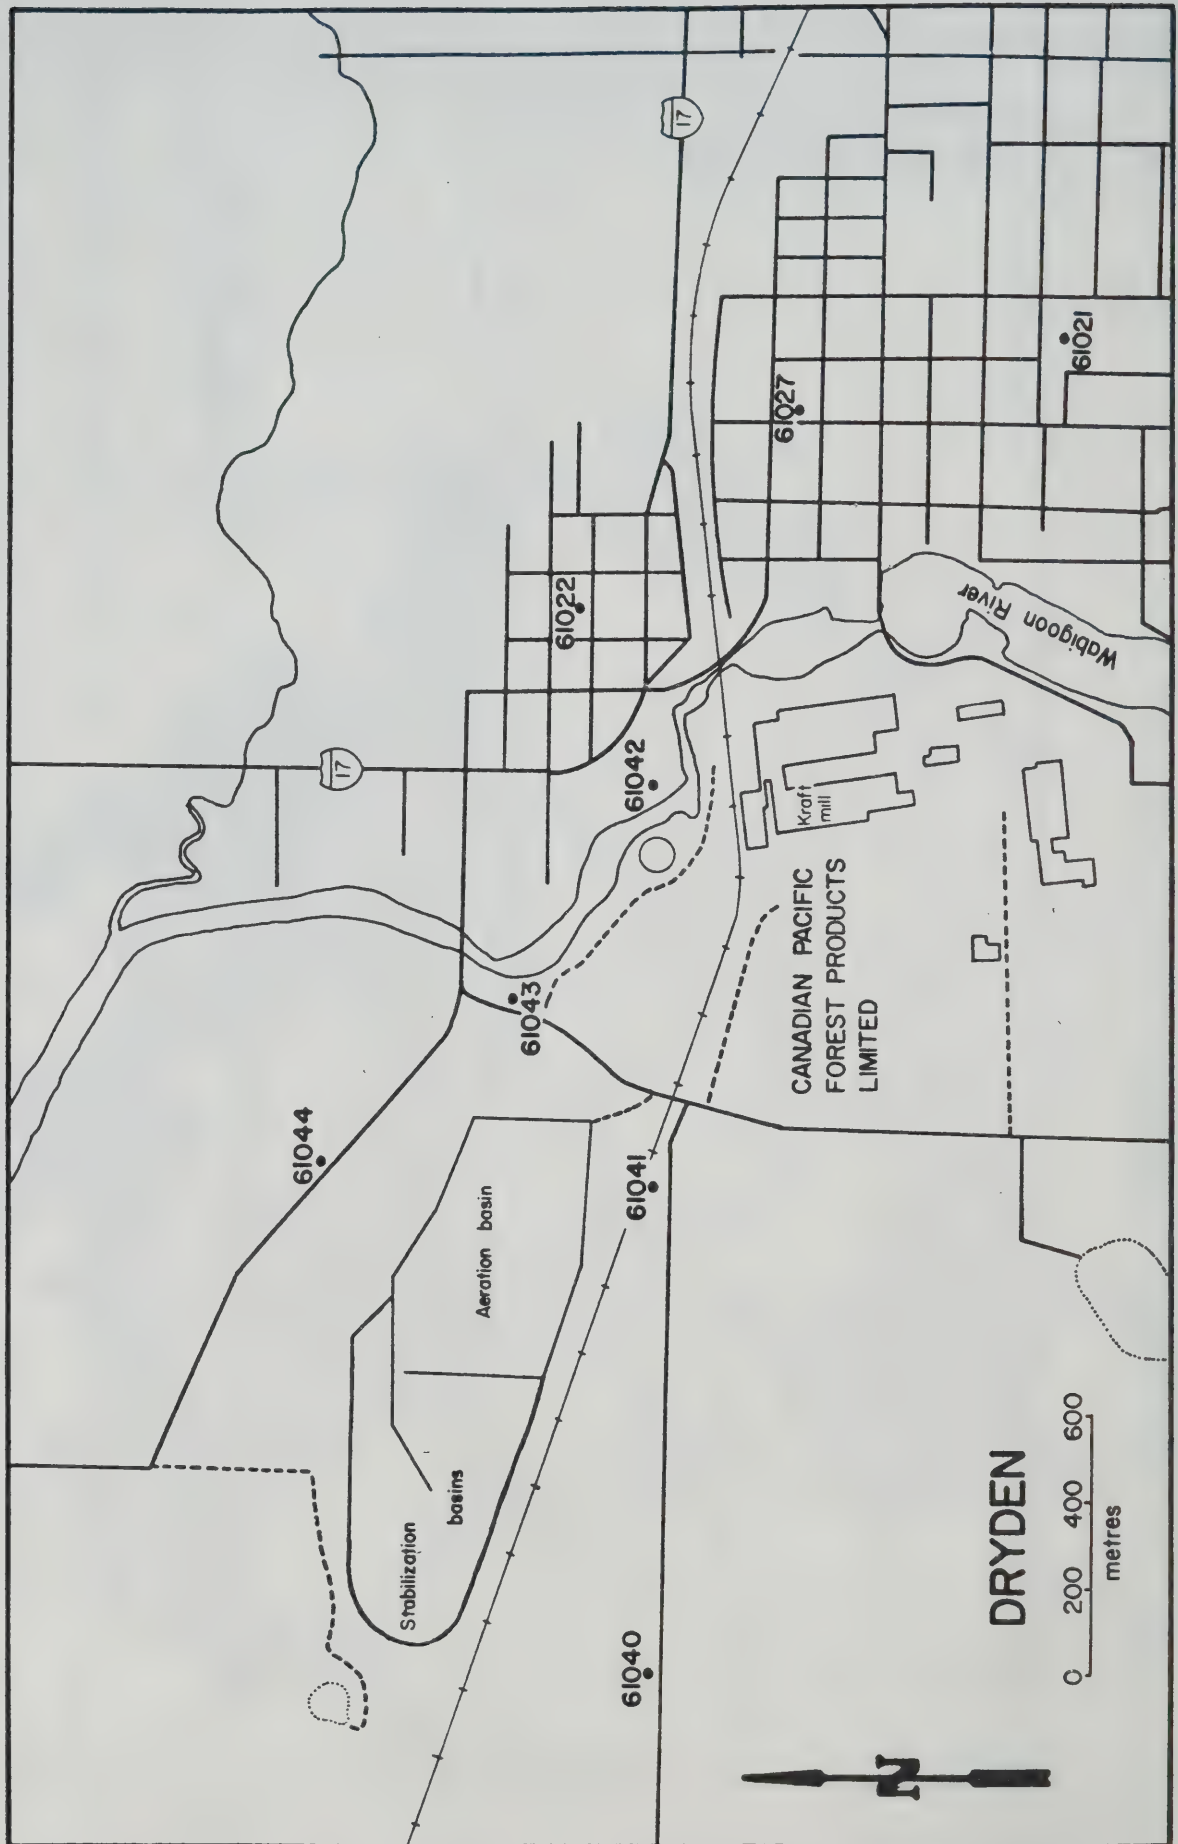 17
17
61044
61022
61043
61042
61027
61021
61041
61040
Aeration basin
Stabilization
basins
Kraft
mill
Wabigoon River
CANADIAN PACIFIC
FOREST PRODUCTS
LIMITED
DRYDEN
0 200 400 600
metres
N